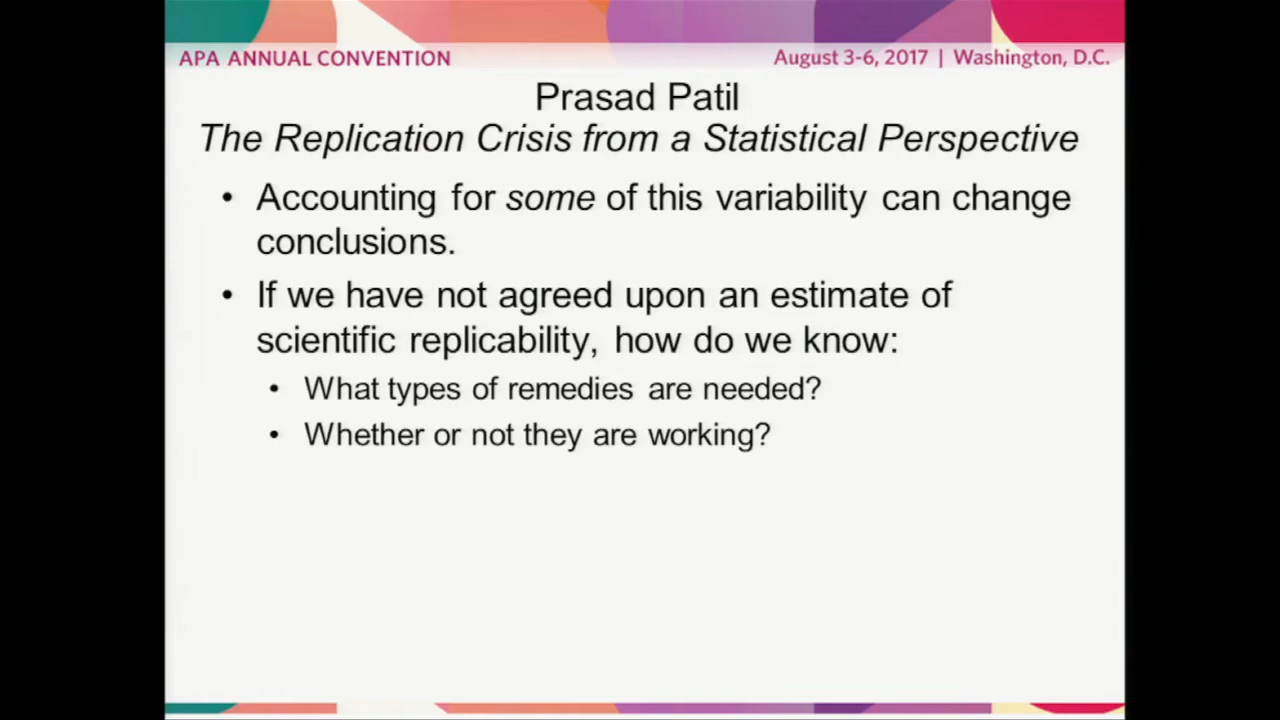 APA ANNUAL CONVENTION
August 3-6, 2017 | Washington, D.C.
Prasad Patil
The Replication Crisis from a Statistical Perspective
• Accounting for some of this variability can change
conclusions.
• If we have not agreed upon an estimate of
scientific replicability, how do we know:
• What types of remedies are needed?
• Whether or not they are working?